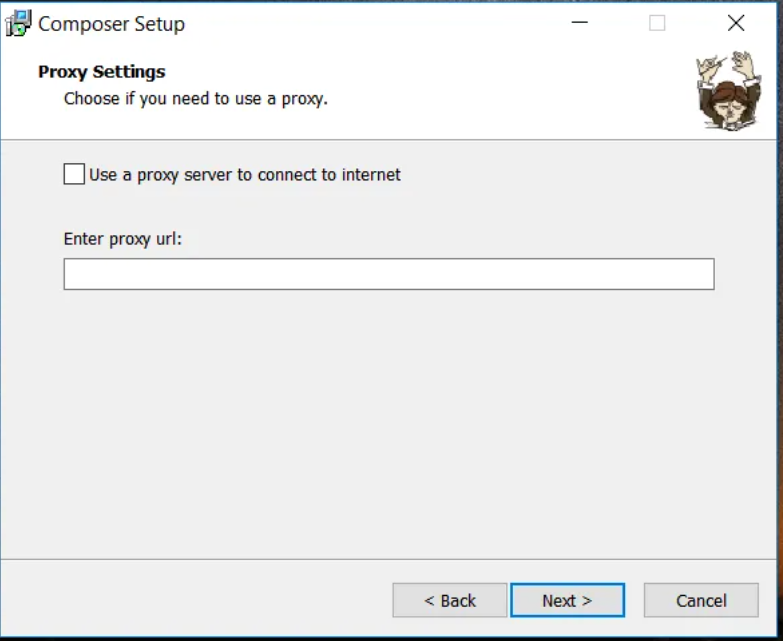 Composer Setup
Proxy Settings
Choose if you need to use a proxy.
Use a proxy server to connect to internet
Enter proxy url:
< Back
Next >
Cancel